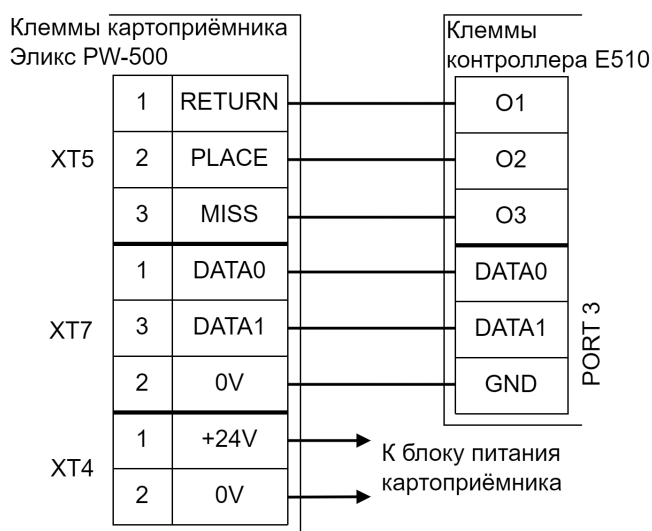 Клеммы картоприёмника
Эликс PW-500
Клеммы
контроллера E510
XT5
1 RETURN
2 PLACE
3 MISS
O1
O2
O3
XT7
1 DATA0
3 DATA1
2 0V
DATA0
DATA1
GND
PORT 3
XT4
1 +24V
2 0V
К блоку питания
картоприёмника